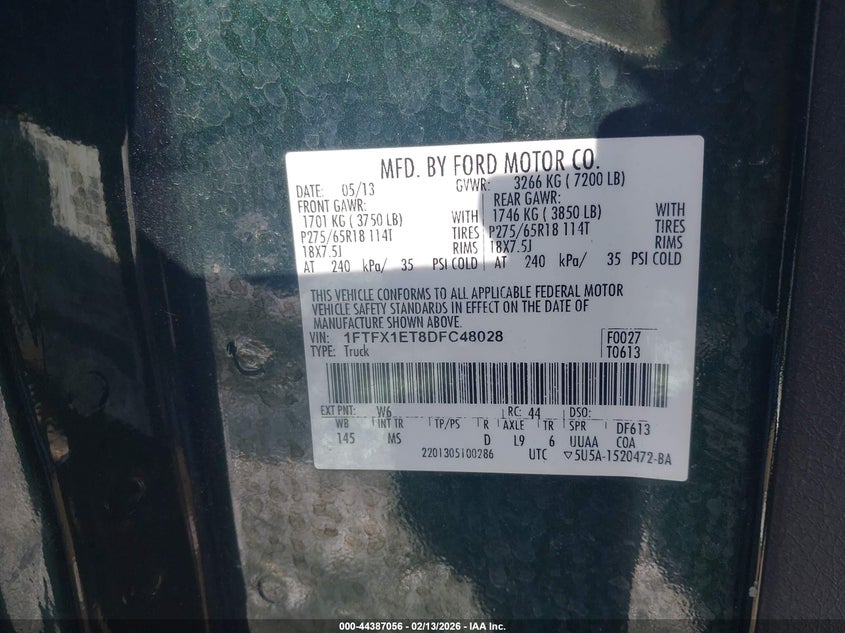 MFD. BY FORD MOTOR CO.
DATE: 05/13 GVWR: 3266 KG ( 7200 LB)
FRONT GAWR: REAR GAWR:
1701 KG ( 3750 LB) WITH 1746 KG ( 3850 LB) WITH
P275/65R18 114T TIRES P275/65R18 114T TIRES
18X7.5J RIMS 18X7.5J RIMS
AT 240 kPa/ 35 PSI COLD AT 240 kPa/ 35 PSI COLD
THIS VEHICLE CONFORMS TO ALL APPLICABLE FEDERAL MOTOR
VEHICLE SAFETY STANDARDS IN EFFECT ON THE DATE OF
MANUFACTURE SHOWN ABOVE.
VIN: 1FTFX1ET8DFC48028 F0027
TYPE: Truck T0613
EXT PNT: W6 RC: 44 DSO:
WB INT TR TP/PS R AXLE TR SPR DF613
145 MS D L9 6 UUAA COA
2201305100286 UTC ▽5U5A-1520472-BA
000-44387056 — 02/13/2026 — IAA Inc.